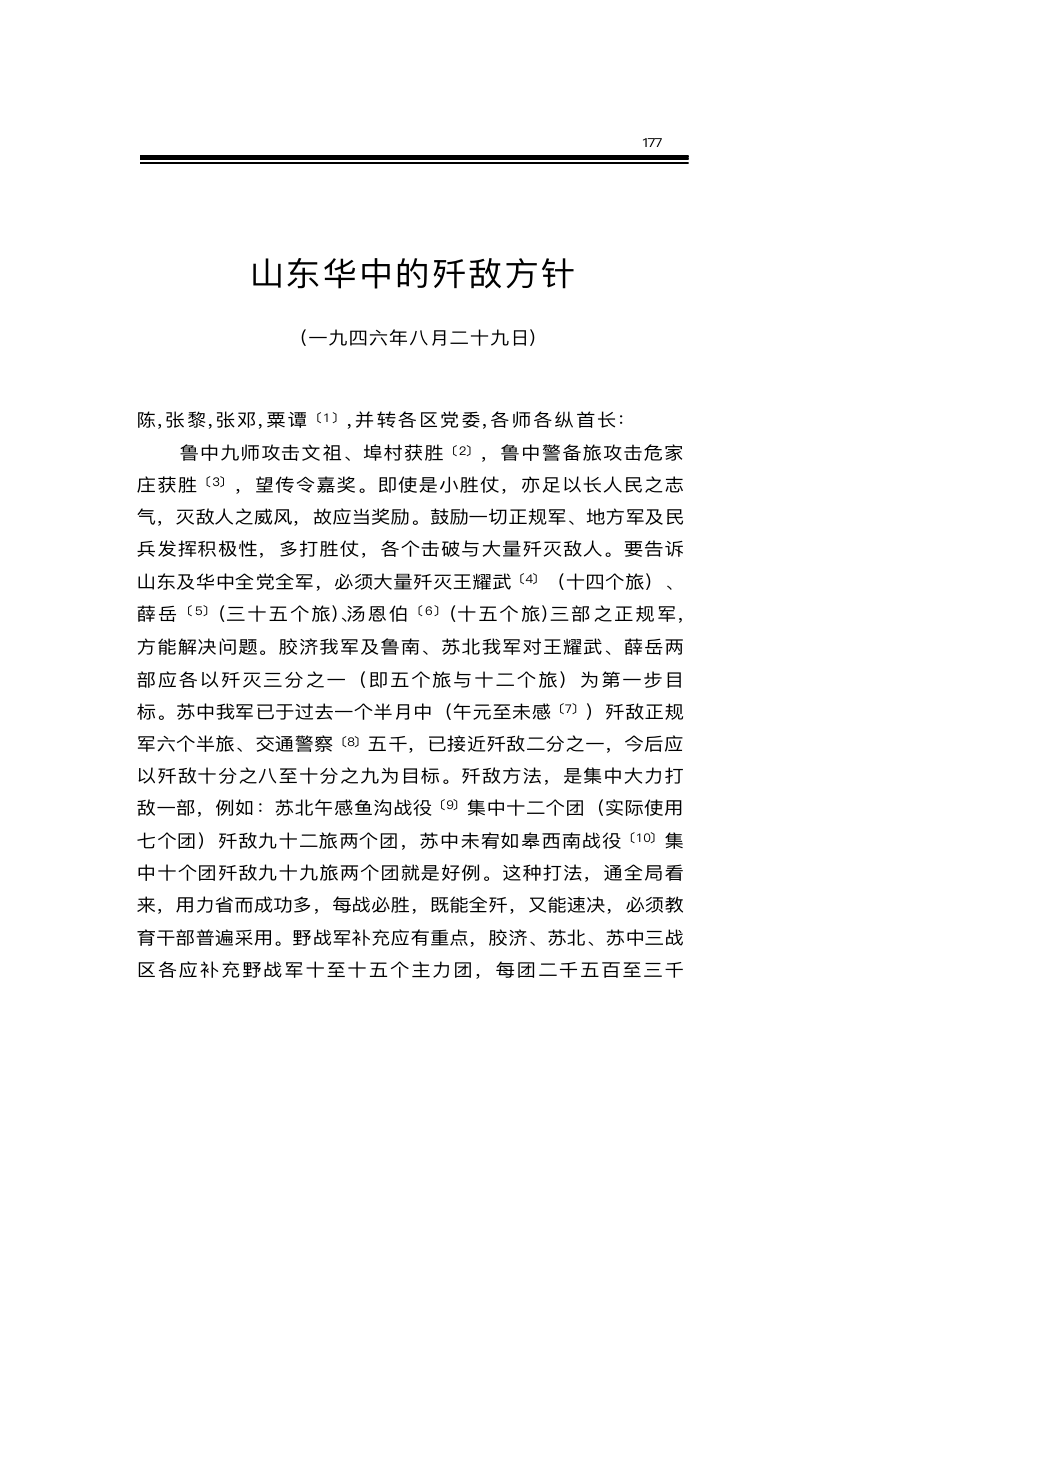 177
山东华中的歼敌方针
(一九四六年八月二十九日)
陈,张黎,张邓,粟谭〔1〕,并转各区党委,各师各纵首长:
鲁中九师攻击文祖、埠村获胜〔2〕，鲁中警备旅攻击危家
庄获胜〔3〕，望传令嘉奖。即使是小胜仗，亦足以长人民之志
气，灭敌人之威风，故应当奖励。鼓励一切正规军、地方军及民
兵发挥积极性，多打胜仗，各个击破与大量歼灭敌人。要告诉
山东及华中全党全军，必须大量歼灭王耀武〔4〕（十四个旅）、
薛岳〔5〕(三十五个旅)、汤恩伯〔6〕(十五个旅)三部之正规军,
方能解决问题。胶济我军及鲁南、苏北我军对王耀武、薛岳两
部应各以歼灭三分之一（即五个旅与十二个旅）为第一步目
标。苏中我军已于过去一个半月中（午元至未感〔7〕）歼敌正规
军六个半旅、交通警察〔8〕五千，已接近歼敌二分之一，今后应
以歼敌十分之八至十分之九为目标。歼敌方法，是集中大力打
敌一部，例如：苏北午感鱼沟战役〔9〕集中十二个团（实际使用
七个团）歼敌九十二旅两个团，苏中未宥如皋西南战役〔10〕集
中十个团歼敌九十九旅两个团就是好例。这种打法，通全局看
来，用力省而成功多，每战必胜，既能全歼，又能速决，必须教
育干部普遍采用。野战军补充应有重点，胶济、苏北、苏中三战
区各应补充野战军十至十五个主力团，每团二千五百至三千